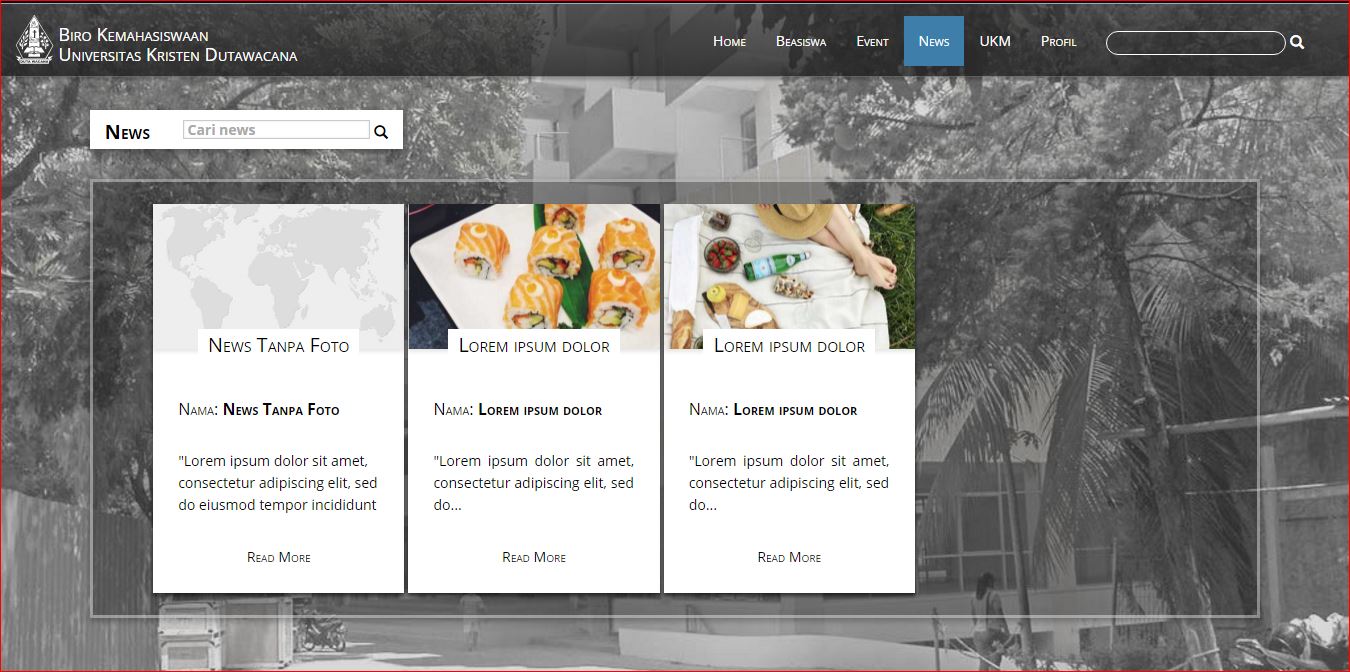 Biro Kemahasiswaan
Universitas Kristen Dutawacana
Home Beasiswa Event News UKM Profil
News Cari news
News Tanpa Foto
Nama: News Tanpa Foto
"Lorem ipsum dolor sit amet,
consectetur adipiscing elit, sed
do eiusmod tempor incididunt
Read More
Lorem ipsum dolor
Nama: Lorem ipsum dolor
"Lorem ipsum dolor sit amet,
consectetur adipiscing elit, sed
do...
Read More
Lorem ipsum dolor
Nama: Lorem ipsum dolor
"Lorem ipsum dolor sit amet,
consectetur adipiscing elit, sed
do...
Read More